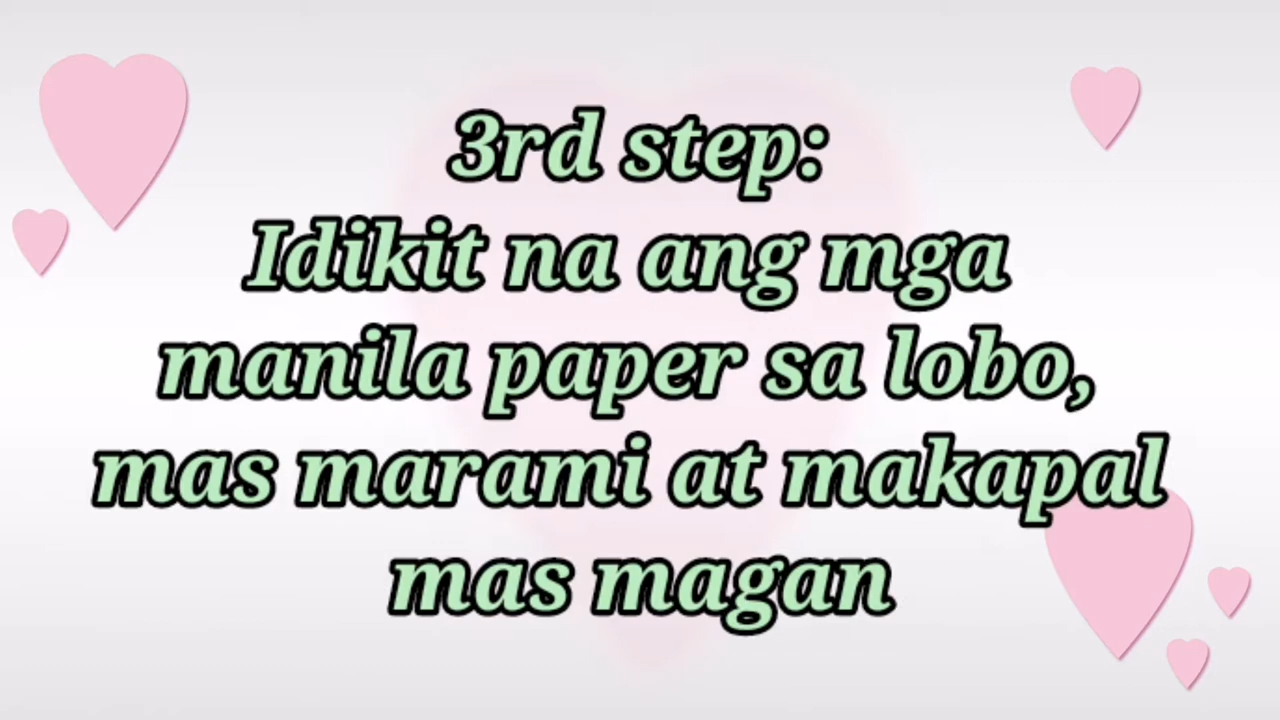 3rd step:
Idikit na ang mga
manila paper sa lobo,
mas marami at makapal
mas magan